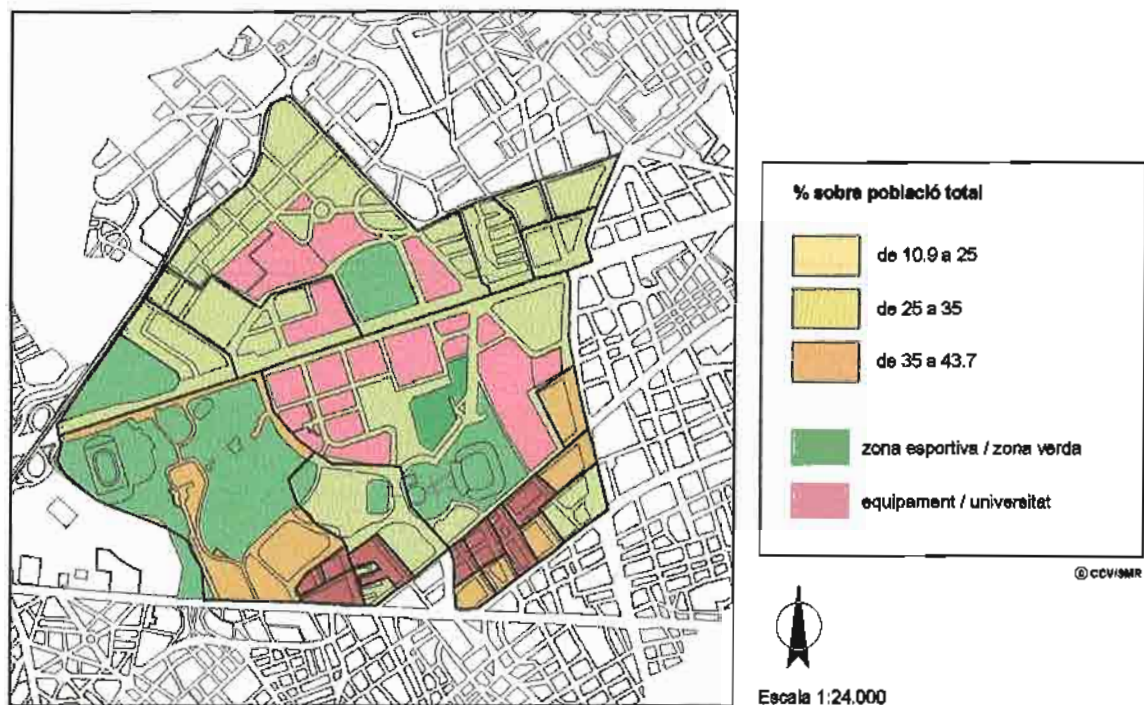 % sobra població total
de 10.9 a 25
de 25 a 35
de 35 a 43.7
zona esportiva / zona verda
equipament / universitat
© CCV/SMR
Escala 1:24.000